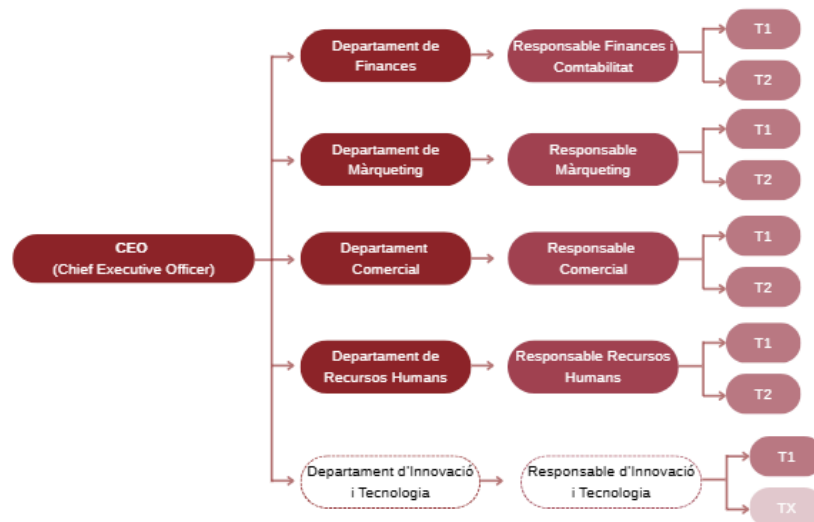 Departament de
Finances
Responsable Finances i
Comtabilitat
T1
T2
Departament de
Màrqueting
Responsable
Màrqueting
T1
T2
CEO
(Chief Executive Officer)
Departament
Comercial
Responsable
Comercial
T1
T2
Departament de
Recursos Humans
Responsable Recursos
Humans
T1
T2
Departament d'Innovació
i Tecnologia
Responsable d'Innovació
i Tecnologia
T1
TX